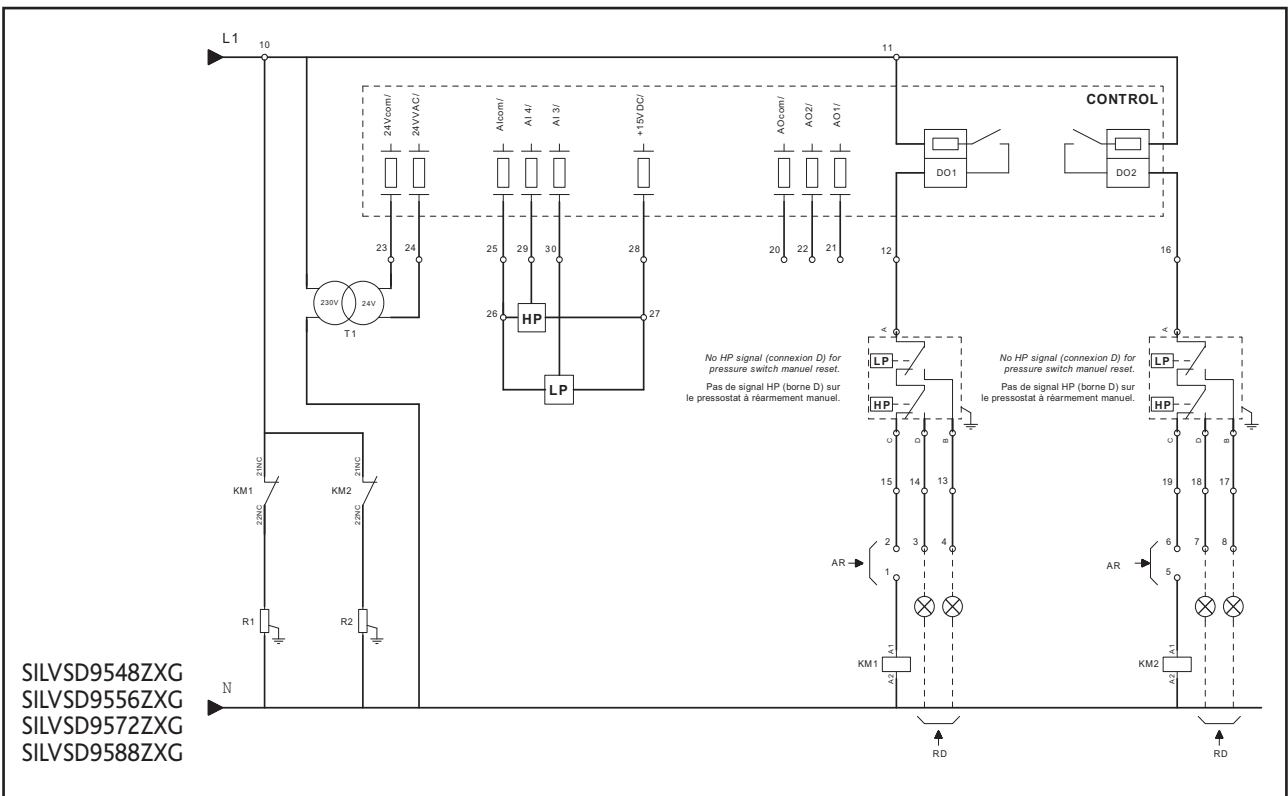 L1
10
11
CONTROL
24Vcom/
24VVAC/
AIcom/
AI 4/
AI 3/
+15VDC/
AOcom/
AO2/
AO1/
DO1
DO2
23
24
25
29
30
28
20
22
21
12
16
230V
24V
T1
26
HP
27
LP
A
A
No HP signal (connexion D) for
pressure switch manuel reset.
Pas de signal HP (borne D) sur
le pressostat à réarmement manuel.
LP
HP
No HP signal (connexion D) for
pressure switch manuel reset.
Pas de signal HP (borne D) sur
le pressostat à réarmement manuel.
LP
HP
C
D
B
C
D
B
21NC
KM1
22NC
21NC
KM2
22NC
15
14
13
19
18
17
2
3
4
6
7
8
AR
1
AR
5
R1
R2
KM1
A1
A2
KM2
A1
A2
N
RD
RD
SILVSD9548ZXG
SILVSD9556ZXG
SILVSD9572ZXG
SILVSD9588ZXG